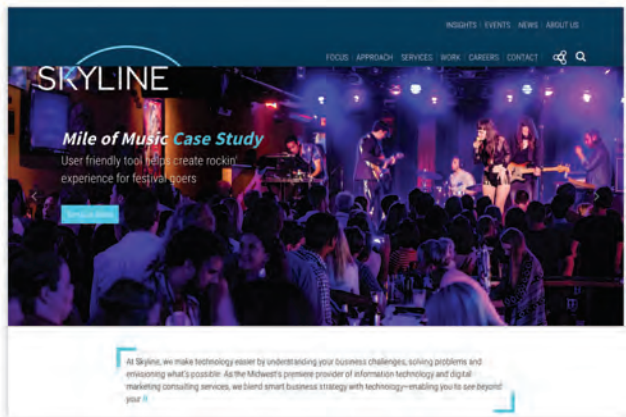 INSIGHTS | EVENTS | NEWS | ABOUT US
FOCUS | APPROACH | SERVICES | WORK | CAREERS | CONTACT |
SKYLINE
Mile of Music Case Study
User friendly tool helps create rockin'
experience for festival goers
At Skyline, we make technology easier by understanding your business challenges, solving problems and
envisioning what's possible. As the Midwest's premiere provider of information technology and digital
marketing consulting services, we blend smart business strategy with technology—enabling you to see beyond
your it